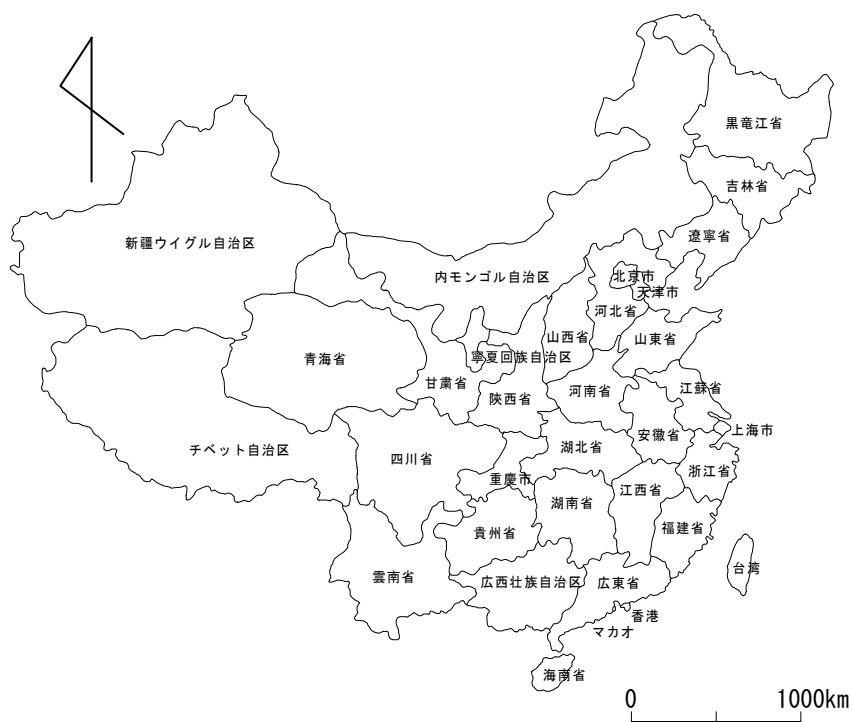 黒竜江省
吉林省
遼寧省
新疆ウイグル自治区
内モンゴル自治区
北京市
天津市
河北省
山西省
山東省
寧夏回族自治区
青海省
甘粛省
陝西省
河南省
江蘇省
上海市
安徽省
湖北省
チベット自治区
四川省
重慶市
浙江省
江西省
湖南省
福建省
貴州省
台湾
雲南省
広西壮族自治区
広東省
香港
マカオ
海南省
0 1000km